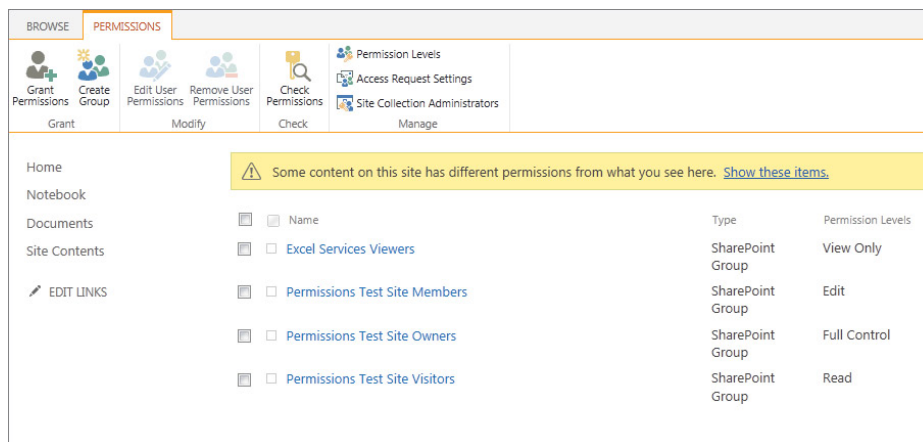 BROWSE PERMISSIONS
Grant Permissions
Create Group
Edit User Permissions
Remove User Permissions
Check Permissions
Permission Levels
Access Request Settings
Site Collection Administrators
Grant Modify Check Manage
Home
Notebook
Documents
Site Contents
EDIT LINKS
Some content on this site has different permissions from what you see here. Show these items.
Name Type Permission Levels
Excel Services Viewers SharePoint Group View Only
Permissions Test Site Members SharePoint Group Edit
Permissions Test Site Owners SharePoint Group Full Control
Permissions Test Site Visitors SharePoint Group Read